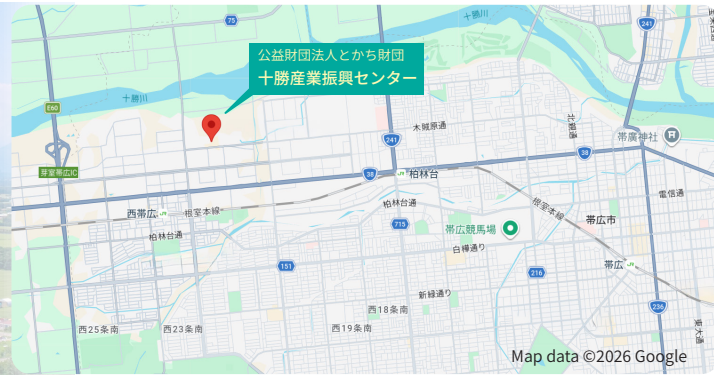 十勝川
75
241
公益財団法人とかち財団
十勝産業振興センター
十勝川
E60
木賊原通
北親通
帯廣神社
241
38
芽室帯広IC
38
柏林台
電信通
西帯広
根室本線
柏林台通
根室本線
帯広市
柏林台通
715
帯広競馬場
白樺通り
帯広
151
216
新緑通り
西18条南
236
西25条南
西23条南
西19条南
東大通
Map data ©2026 Google